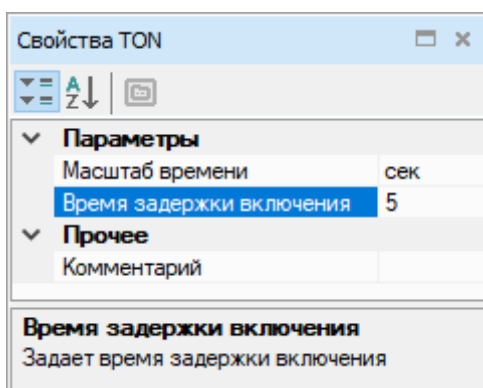 Свойства TON
Параметры
Масштаб времени сек
Время задержки включения 5
Прочее
Комментарий
Время задержки включения
Задает время задержки включения